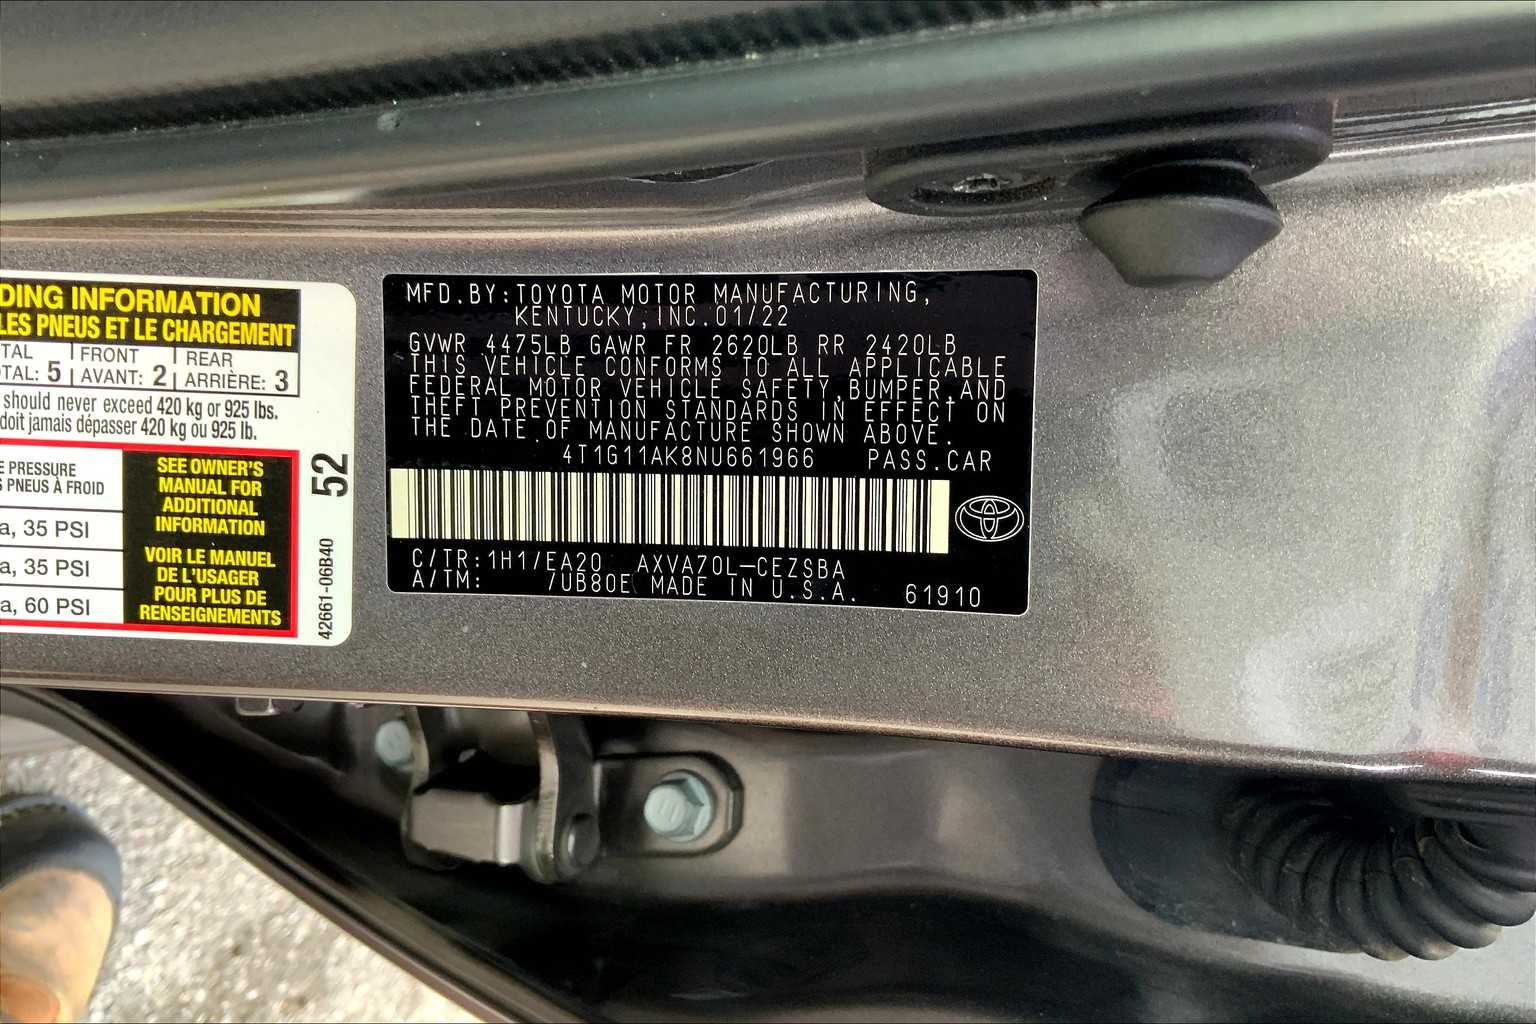 DING INFORMATION
LES PNEUS ET LE CHARGEMENT
TAL FRONT REAR
OTAL: 5 AVANT: 2 ARRIÈRE: 3
should never exceed 420 kg or 925 lbs.
doit jamais dépasser 420 kg ou 925 lb.
E PRESSURE
S PNEUS À FROID
a, 35 PSI
a, 35 PSI
a, 60 PSI
SEE OWNER'S
MANUAL FOR
ADDITIONAL
INFORMATION
VOIR LE MANUEL
DE L'USAGER
POUR PLUS DE
RENSEIGNEMENTS
52
42661-06B40
MFD.BY:TOYOTA MOTOR MANUFACTURING,
KENTUCKY,INC.01/22
GVWR 4475LB GAWR FR 2620LB RR 2420LB
THIS VEHICLE CONFORMS TO ALL APPLICABLE
FEDERAL MOTOR VEHICLE SAFETY,BUMPER,AND
THEFT PREVENTION STANDARDS IN EFFECT ON
THE DATE OF MANUFACTURE SHOWN ABOVE.
4T1G11AK8NU661966 PASS.CAR
C/TR:1H1/EA20 AXVA70L-CEZSBA
A/TM: /UB80E MADE IN U.S.A. 61910